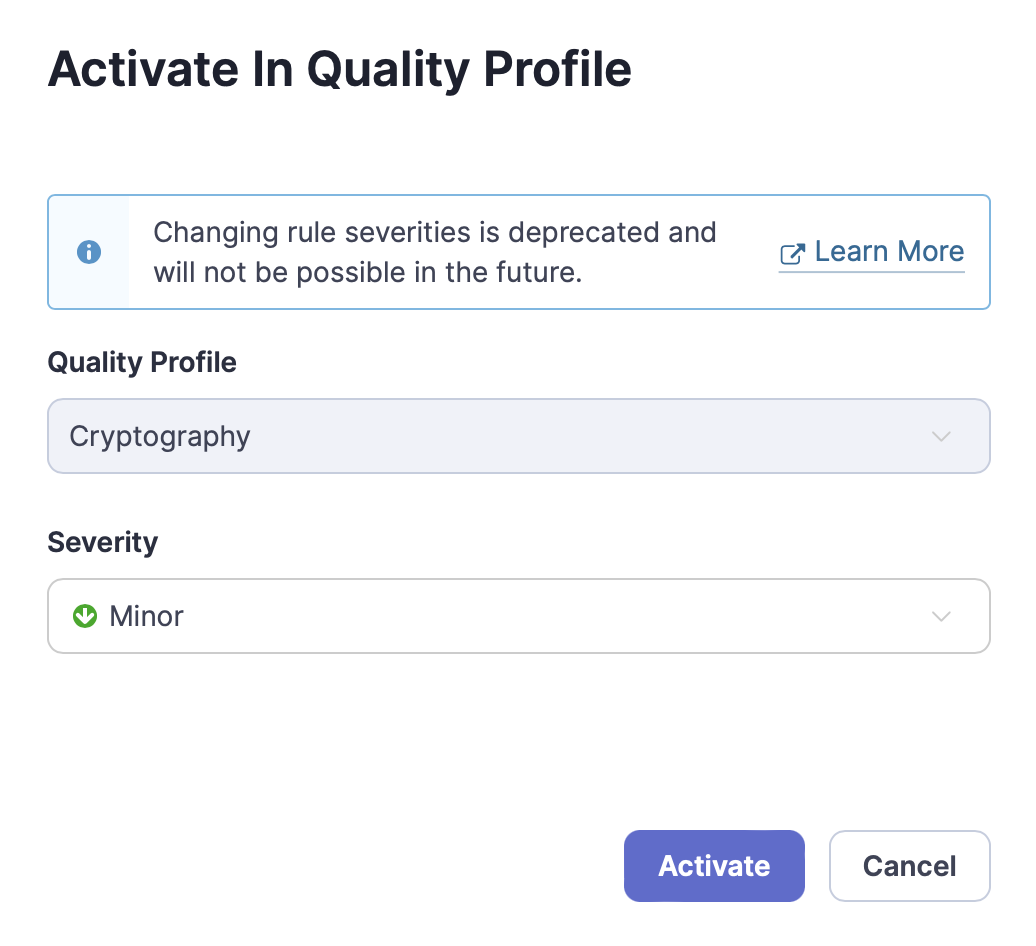 Activate In Quality Profile
Changing rule severities is deprecated and
will not be possible in the future.
Learn More
Quality Profile
Cryptography
Severity
Minor
Activate
Cancel